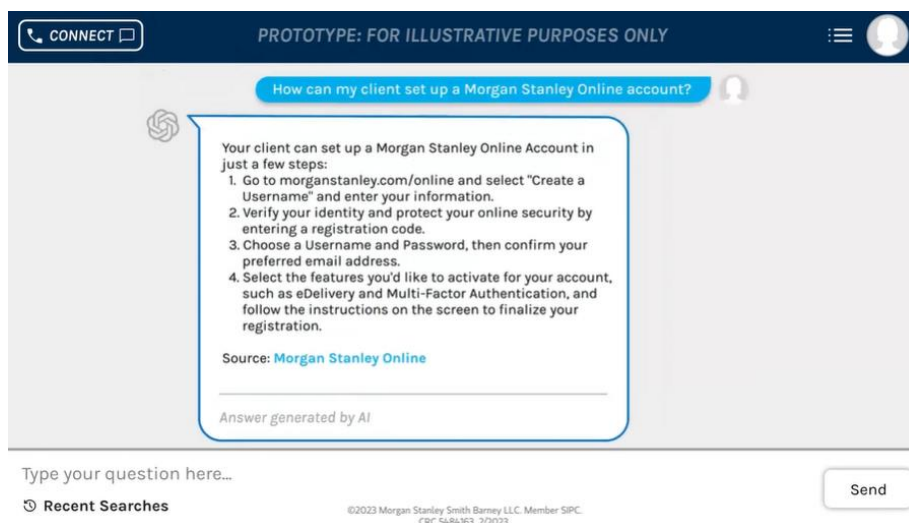 CONNECT
PROTOTYPE: FOR ILLUSTRATIVE PURPOSES ONLY
How can my client set up a Morgan Stanley Online account?
Your client can set up a Morgan Stanley Online Account in
just a few steps:
1. Go to morganstanley.com/online and select "Create a
Username" and enter your information.
2. Verify your identity and protect your online security by
entering a registration code.
3. Choose a Username and Password, then confirm your
preferred email address.
4. Select the features you'd like to activate for your account,
such as eDelivery and Multi-Factor Authentication, and
follow the instructions on the screen to finalize your
registration.
Source: Morgan Stanley Online
Answer generated by AI
Type your question here...
Send
Recent Searches
©2023 Morgan Stanley Smith Barney LLC. Member SIPC.
CRC 5484163 2/2023